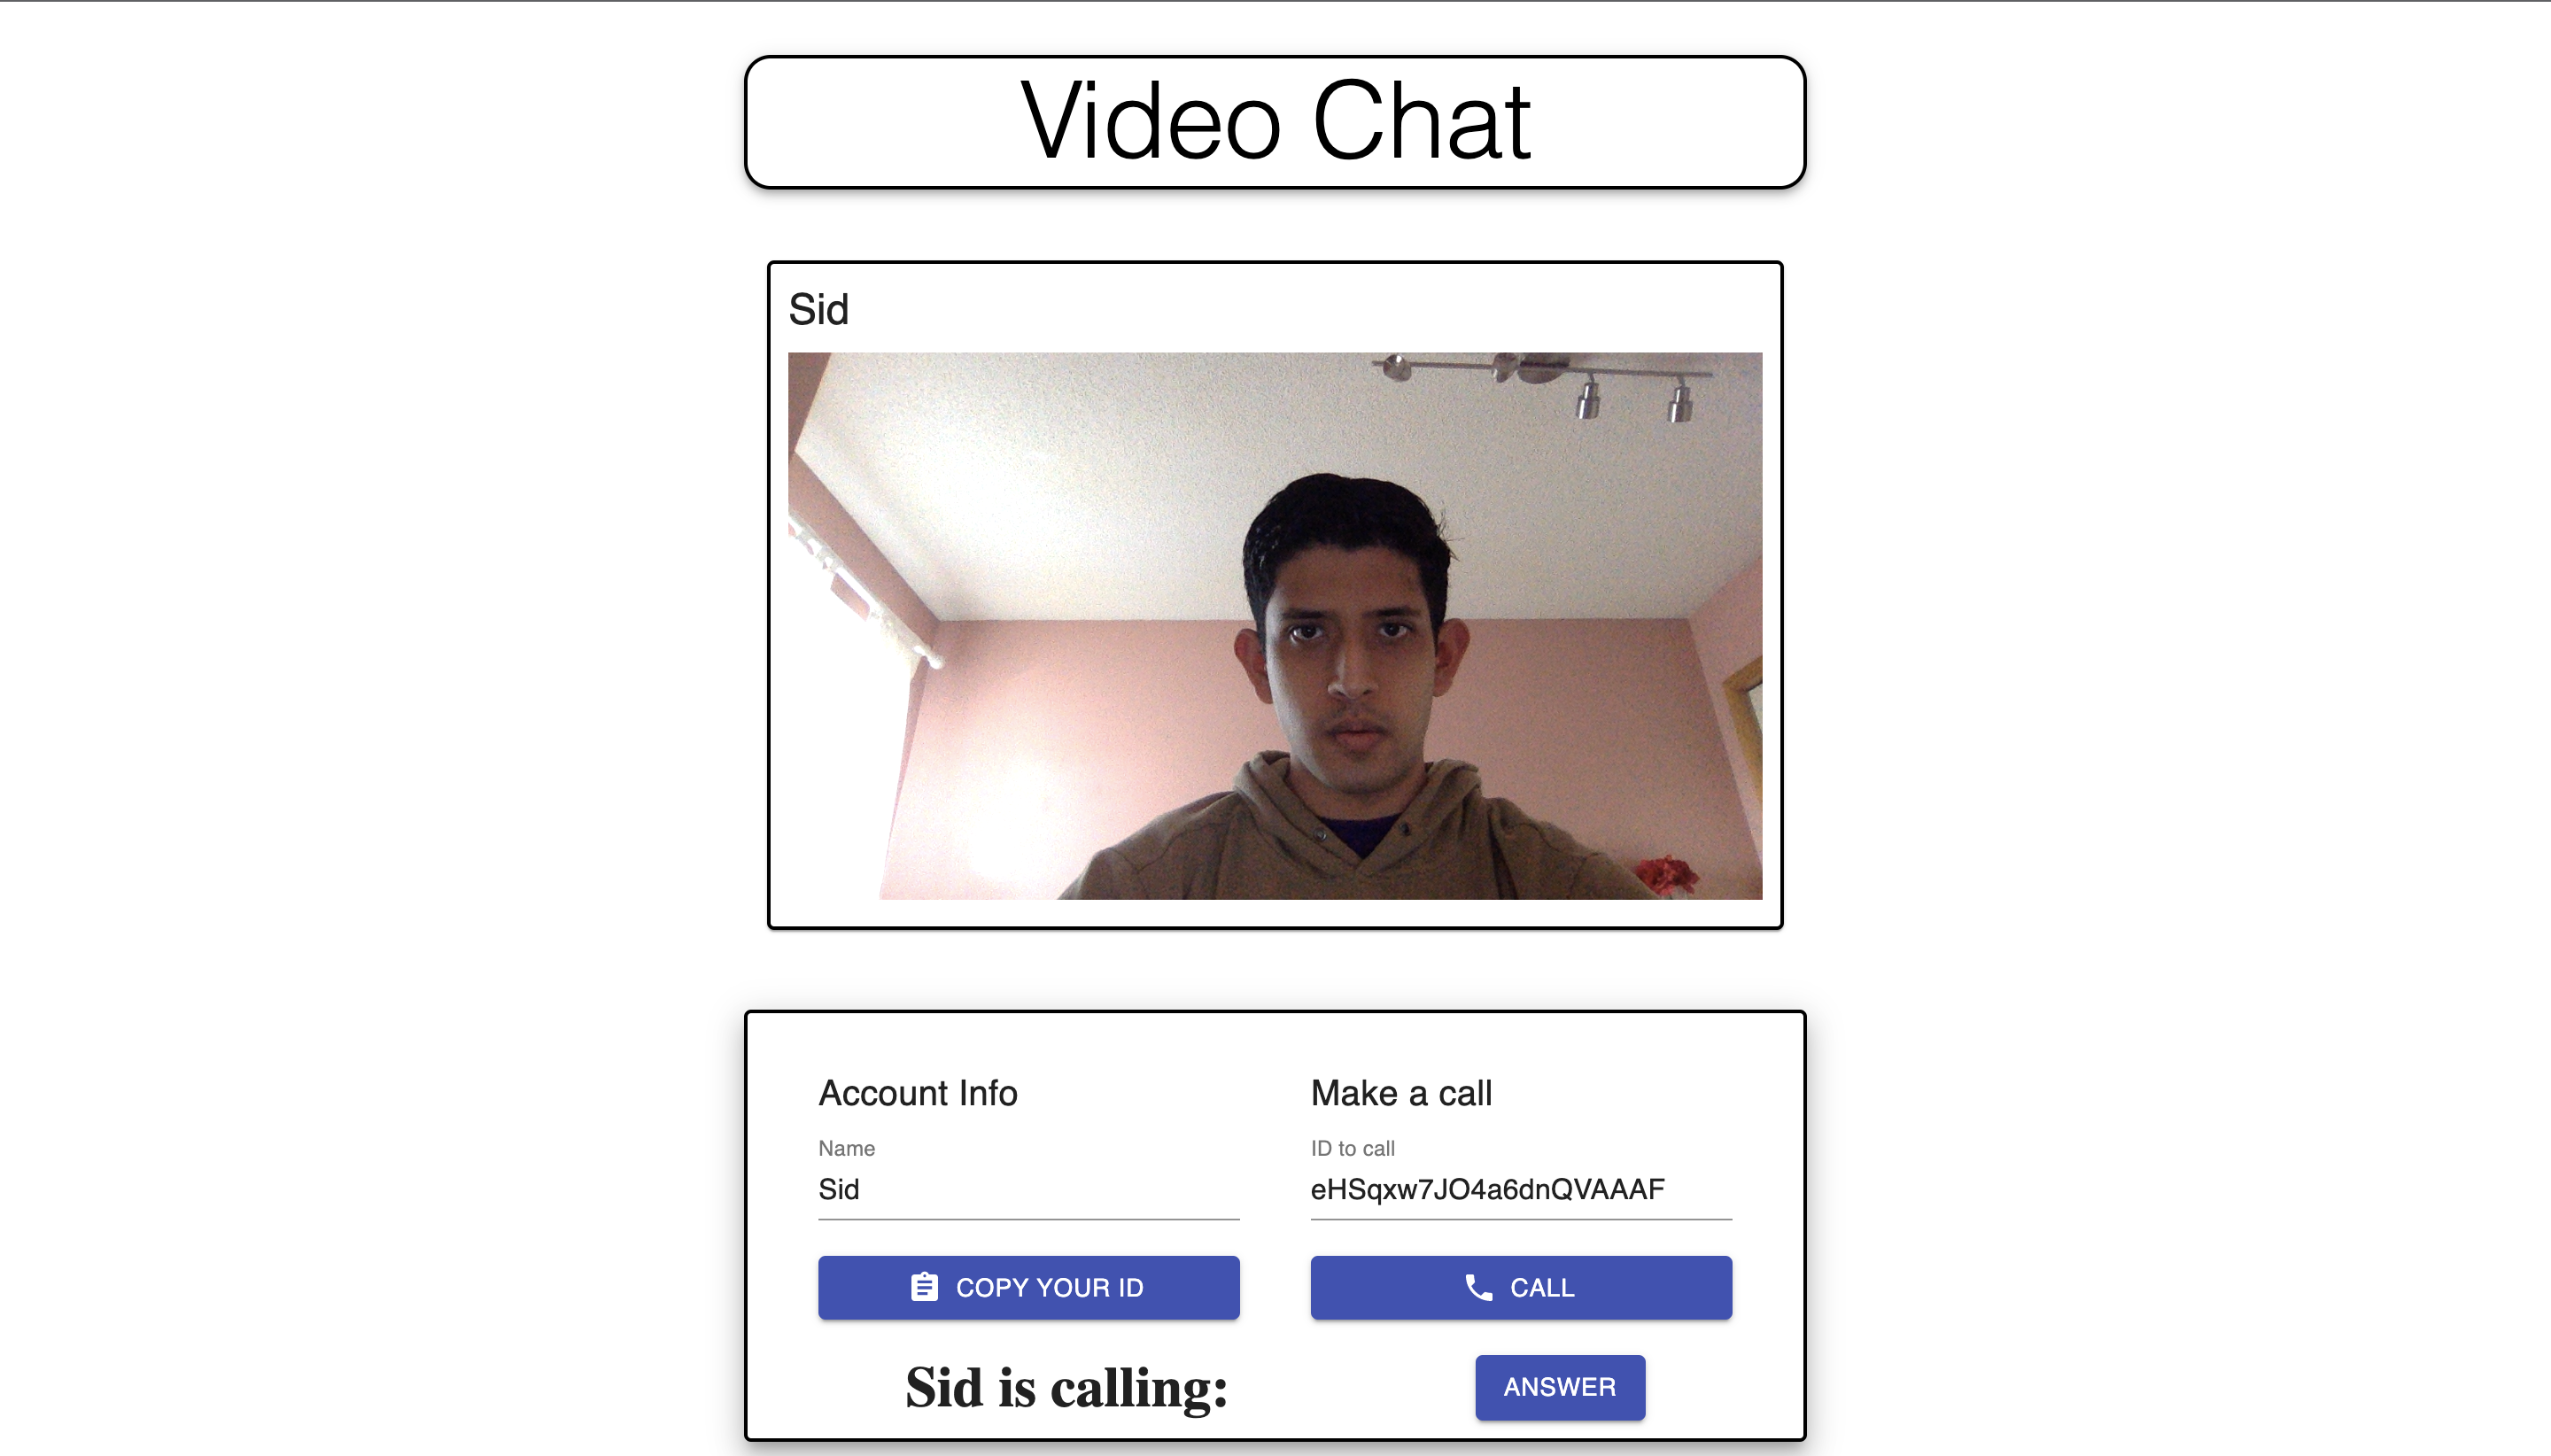 Video Chat
Sid
Account Info
Make a call
Name
ID to call
Sid
eHSqxw7JO4a6dnQVAAAF
COPY YOUR ID
CALL
Sid is calling:
ANSWER